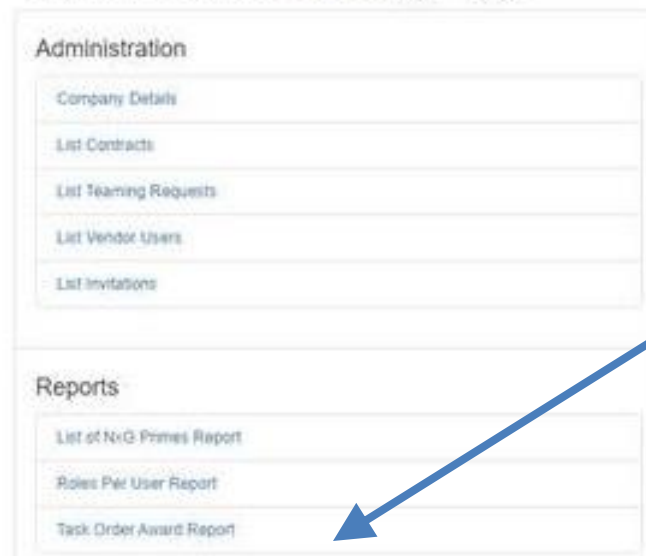 Administration
Company Details
List Contracts
List Teaming Requests
List Vendor Users
List Invitations
Reports
List of NxG Primes Report
Roles Per User Report
Task Order Award Report